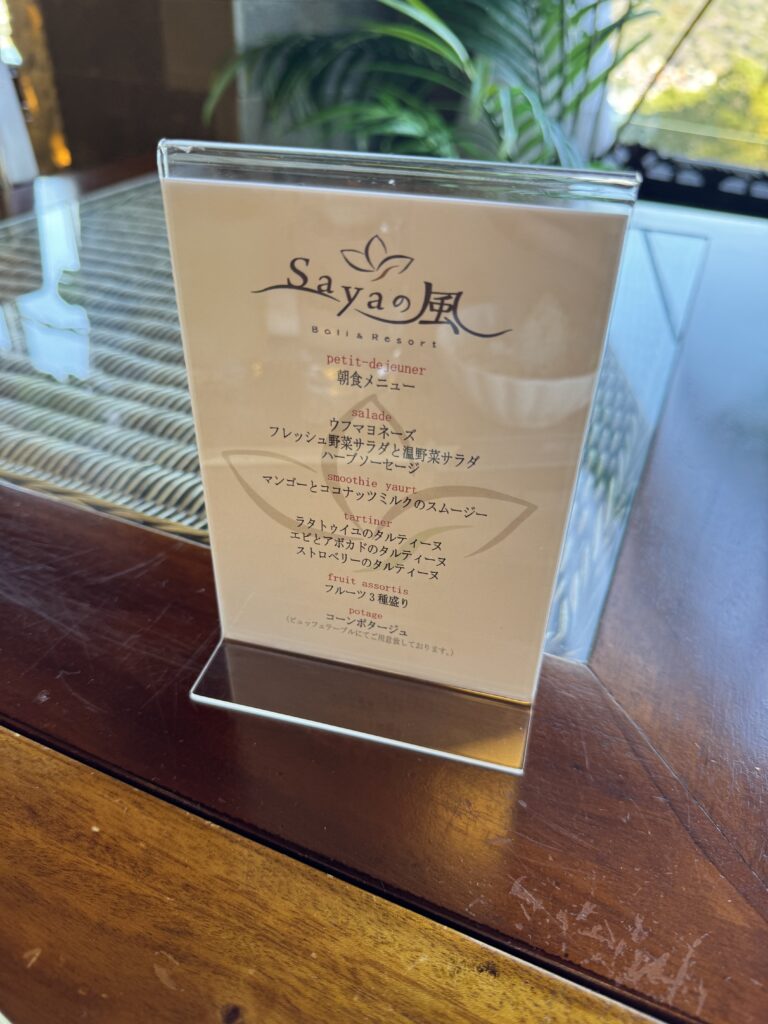 Sayaの風
Bali & Resort
petit-dejeuner
朝食メニュー
salade
ウフマヨネーズ
フレッシュ野菜サラダと温野菜サラダ
ハーブソーセージ
smoothie yaurt
マンゴーとココナッツミルクのスムージー
tartiner
ラタトゥイユのタルティーヌ
エビとアボカドのタルティーヌ
ストロベリーのタルティーヌ
fruit assortis
フルーツ3種盛り
potage
コーンポタージュ
（ビュッフェテーブルにてご用意致しております。）